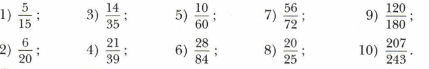 1) 5/15; 3) 14/35; 5) 10/60; 7) 56/72; 9) 120/180;
2) 6/20; 4) 21/39; 6) 28/84; 8) 20/25; 10) 207/243.